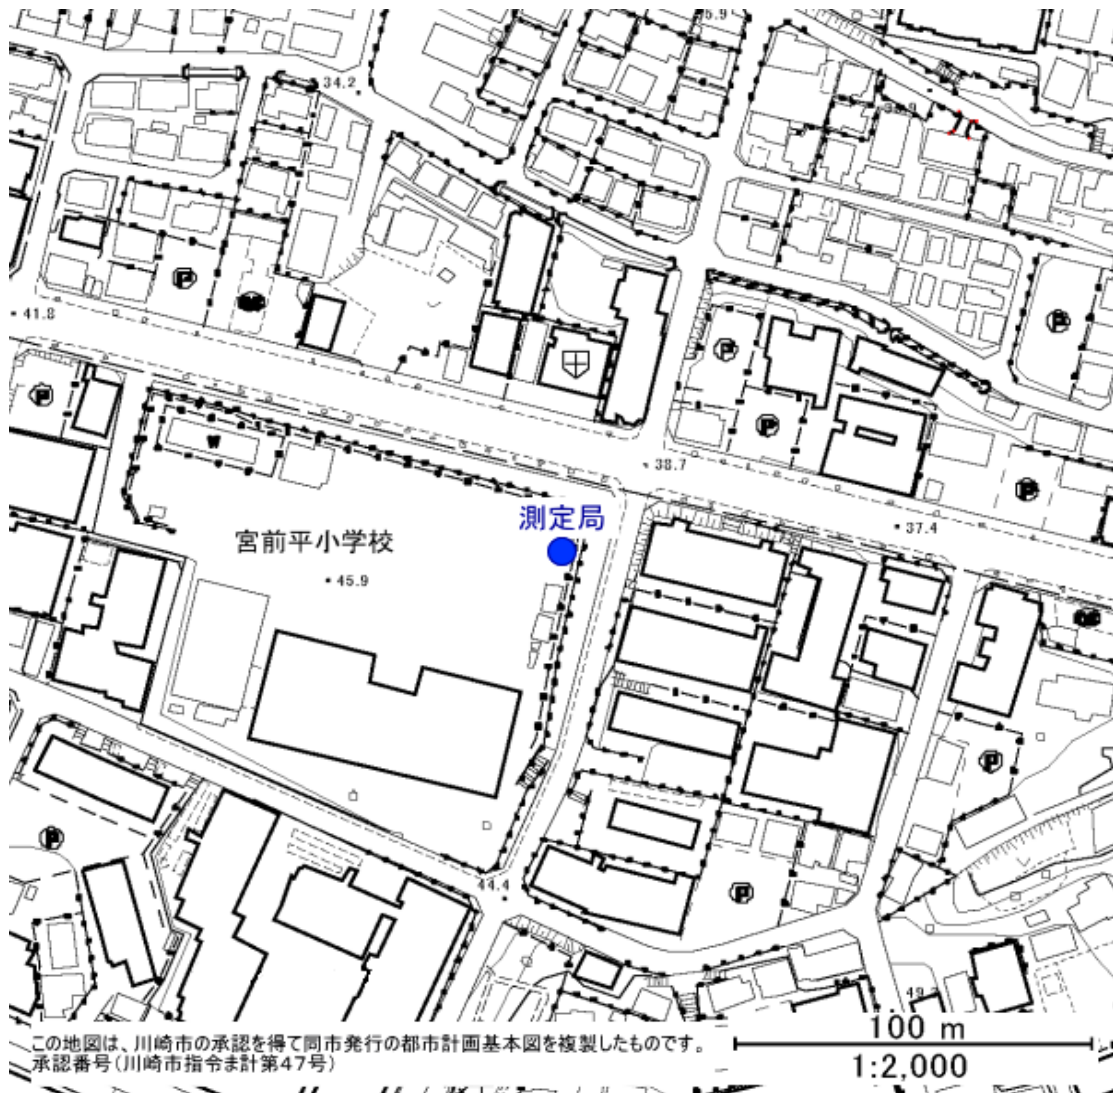 34.2
41.8
38.7
37.4
測定局
宮前平小学校
45.9
44.4
この地図は、川崎市の承認を得て同市発行の都市計画基本図を複製したものです。
承認番号(川崎市指令ま計第47号)
100 m
1:2,000